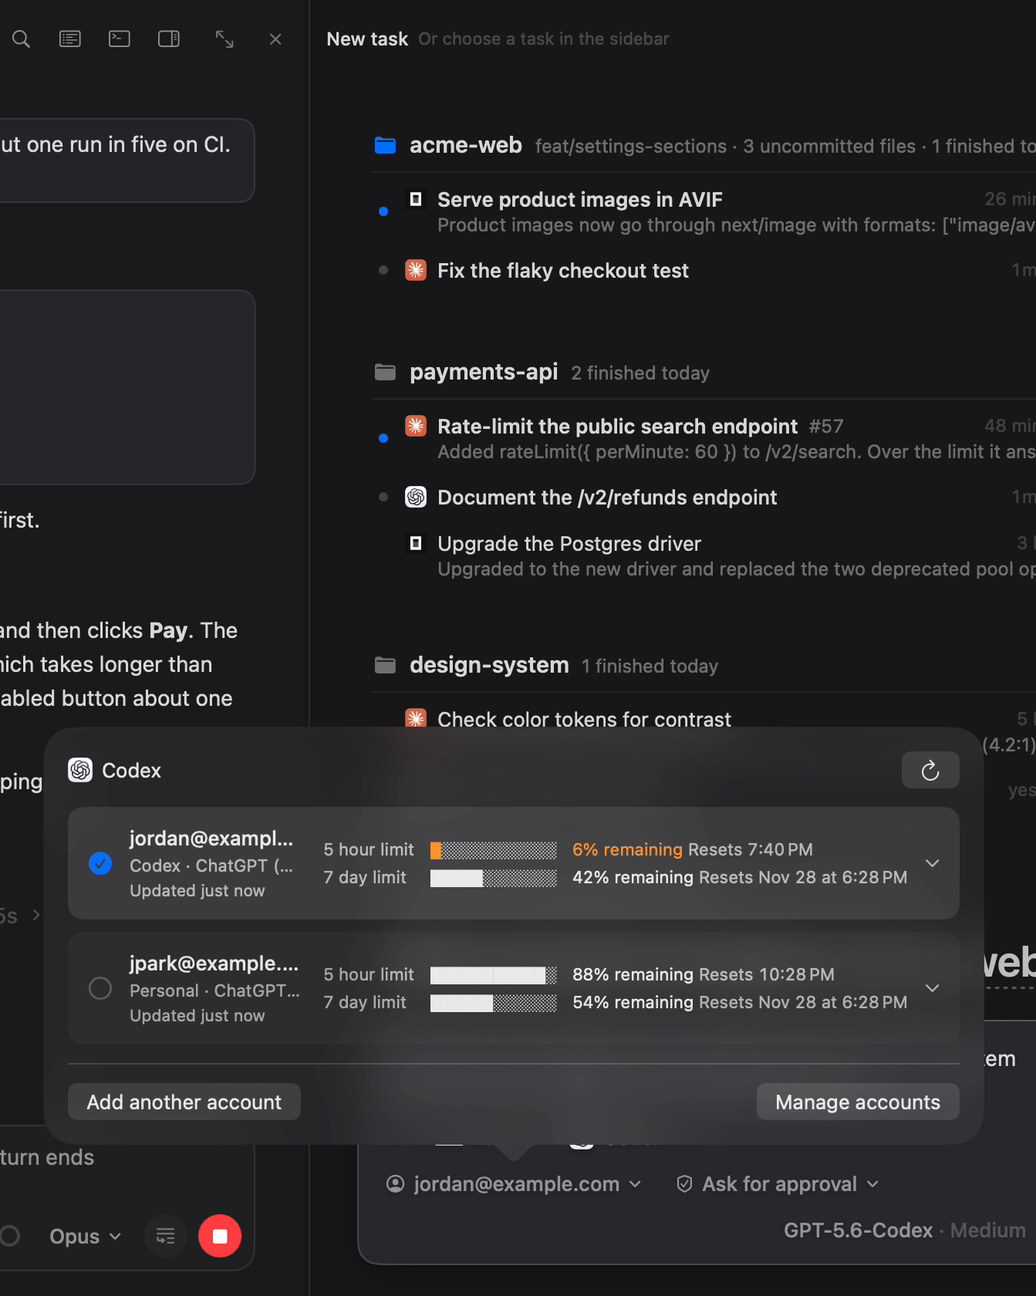 New task Or choose a task in the sidebar
ut one run in five on CI.
first.
and then clicks Pay. The
hich takes longer than
abled button about one
ping
5s
turn ends
Opus
acme-web feat/settings-sections · 3 uncommitted files · 1 finished to
Serve product images in AVIF 26 min
Product images now go through next/image with formats: ["image/av
Fix the flaky checkout test 1m
payments-api 2 finished today
Rate-limit the public search endpoint #57 48 min
Added rateLimit({ perMinute: 60 }) to /v2/search. Over the limit it ans
Document the /v2/refunds endpoint 1m
Upgrade the Postgres driver 3
Upgraded to the new driver and replaced the two deprecated pool op
design-system 1 finished today
Check color tokens for contrast 5
(4.2:1)
yes
Codex
jordan@exampl...
Codex · ChatGPT (...
Updated just now
5 hour limit 6% remaining Resets 7:40 PM
7 day limit 42% remaining Resets Nov 28 at 6:28 PM
jpark@example....
Personal · ChatGPT...
Updated just now
5 hour limit 88% remaining Resets 10:28 PM
7 day limit 54% remaining Resets Nov 28 at 6:28 PM
Add another account
Manage accounts
web
tem
jordan@example.com
Ask for approval
GPT-5.6-Codex · Medium